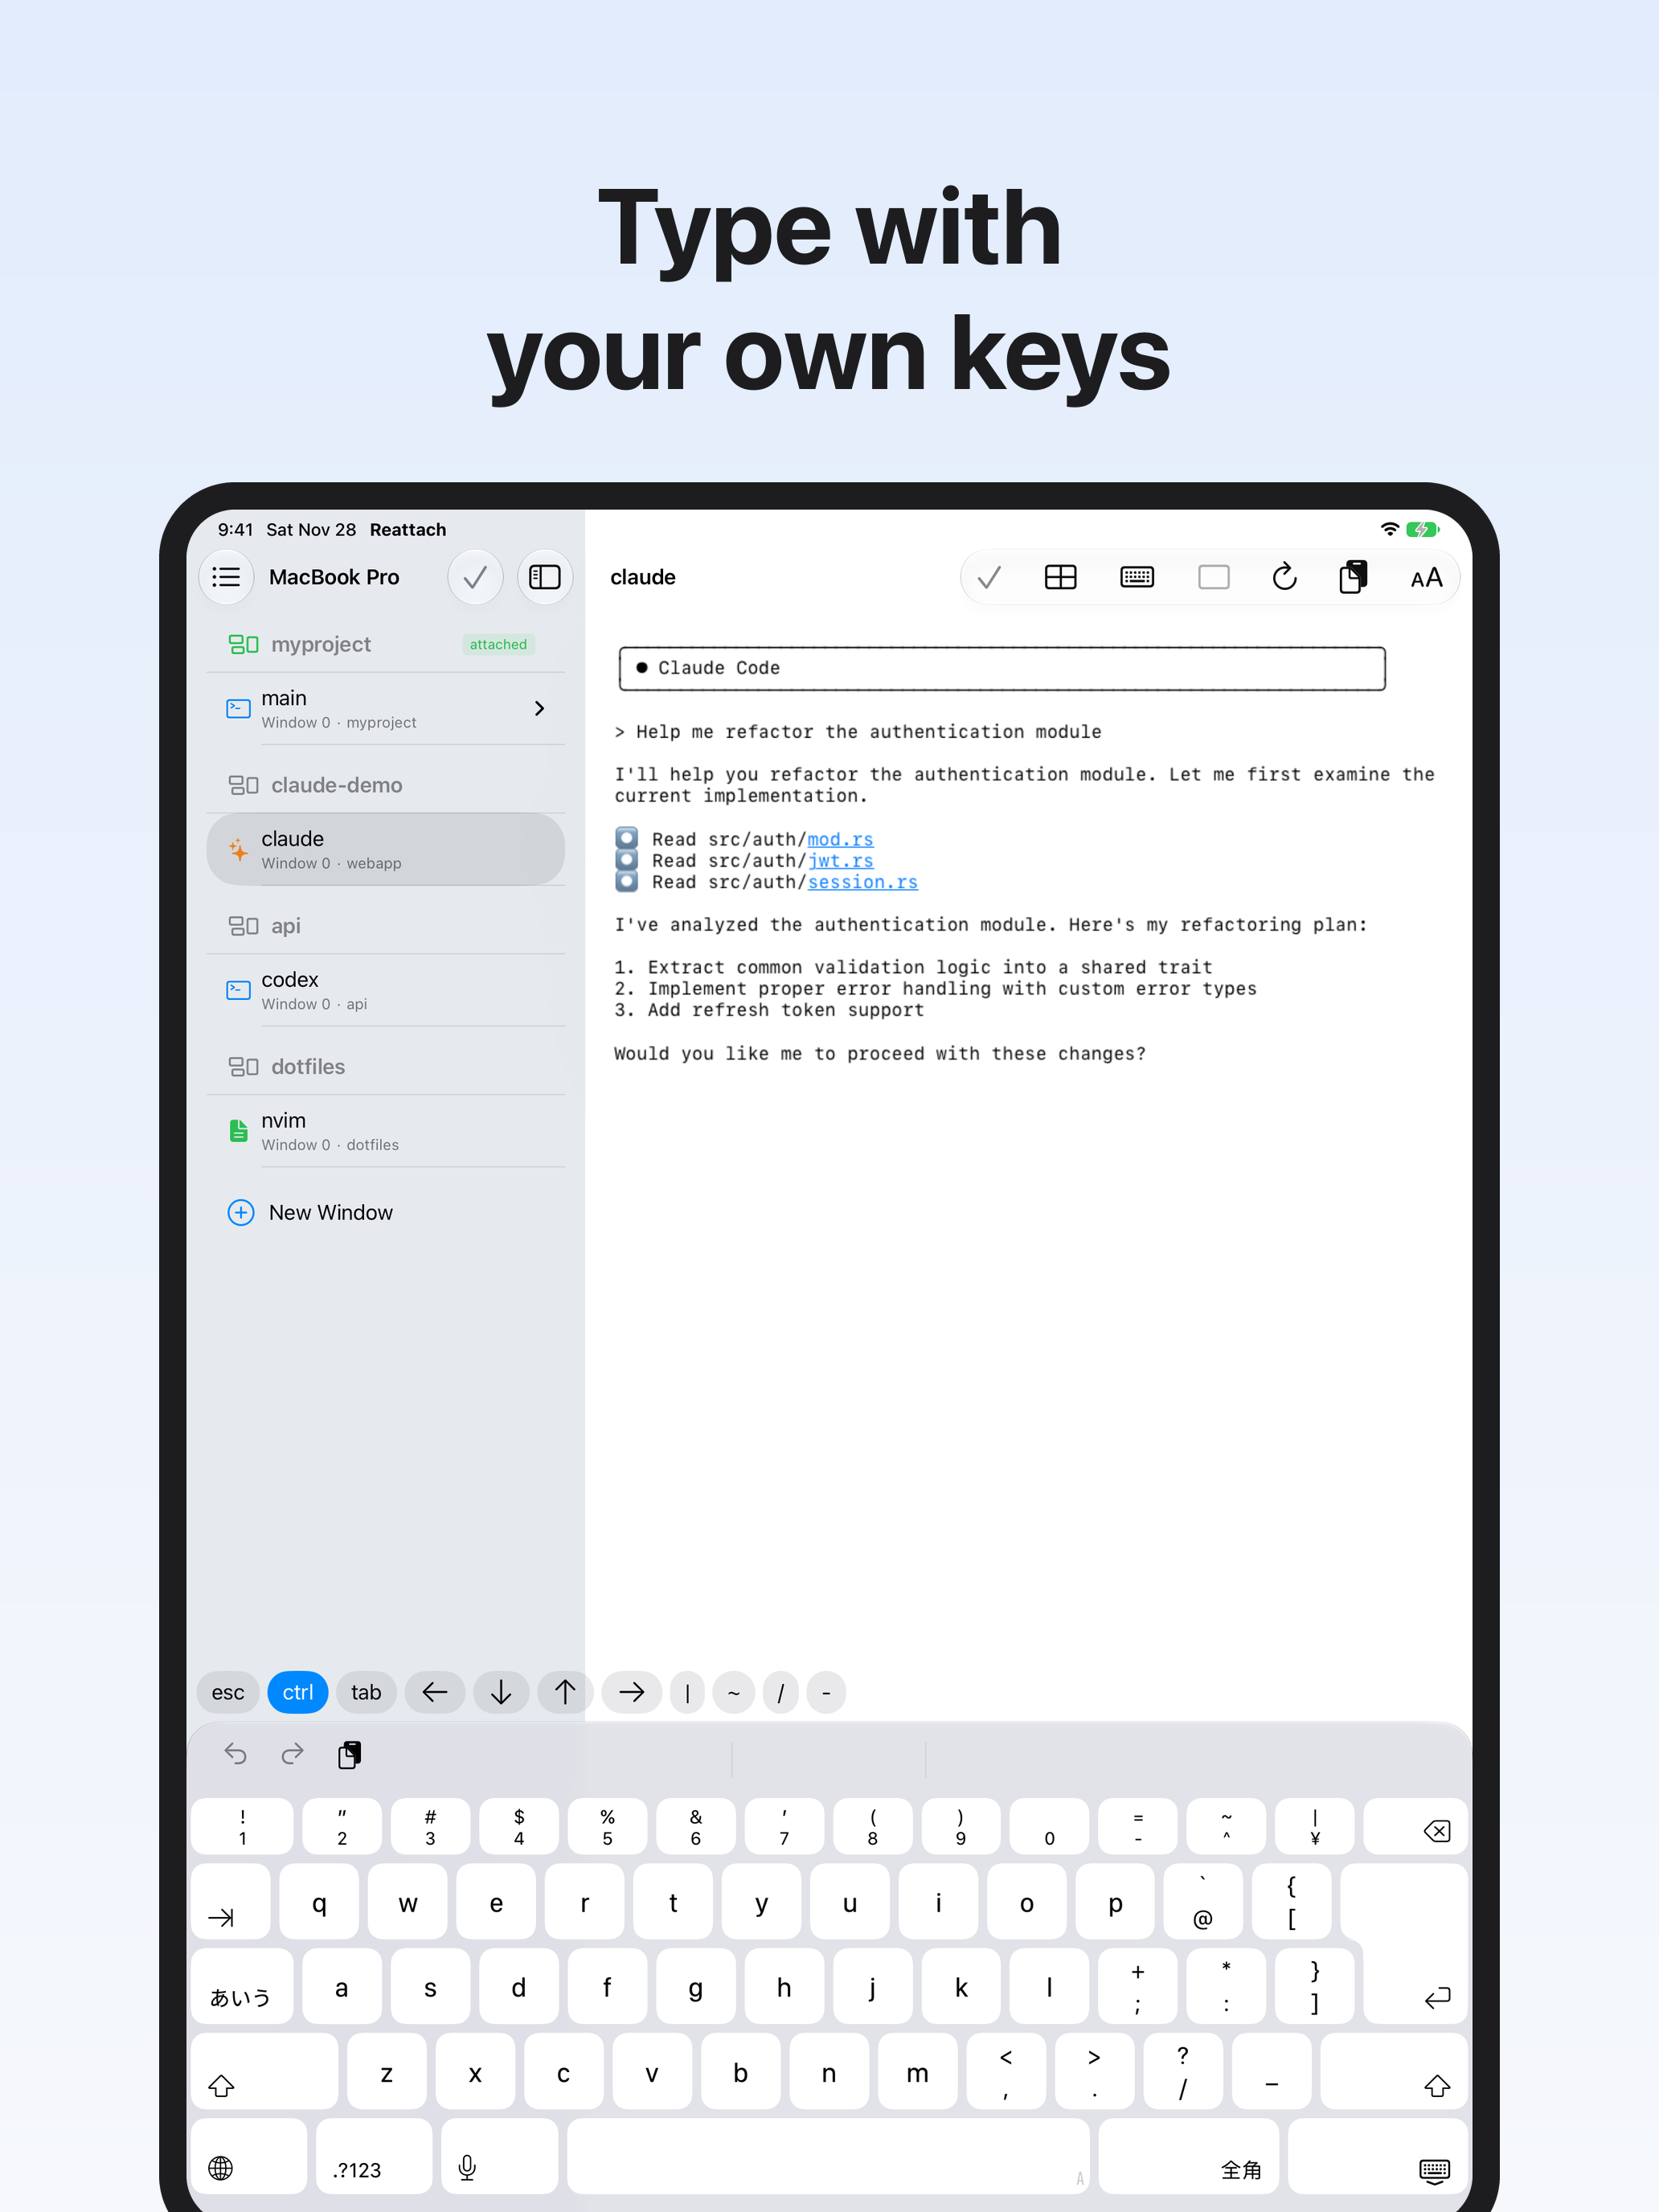 Type with
your own keys
9:41 Sat Nov 28 Reattach
MacBook Pro
myproject attached
main
Window 0 · myproject
claude-demo
claude
Window 0 · webapp
api
codex
Window 0 · api
dotfiles
nvim
Window 0 · dotfiles
New Window
claude
AA
● Claude Code
> Help me refactor the authentication module
I'll help you refactor the authentication module. Let me first examine the
current implementation.
Read src/auth/mod.rs
Read src/auth/jwt.rs
Read src/auth/session.rs
I've analyzed the authentication module. Here's my refactoring plan:
1. Extract common validation logic into a shared trait
2. Implement proper error handling with custom error types
3. Add refresh token support
Would you like me to proceed with these changes?
esc ctrl tab ← ↓ ↑ → | ~ / -
! " # $ % & ' ( ) = ~ |
1 2 3 4 5 6 7 8 9 0 - ^ ¥
q w e r t y u i o p ` @ { [
あいう a s d f g h j k l + ; * : } ]
z x c v b n m < , > . ? / _
.?123 A 全角